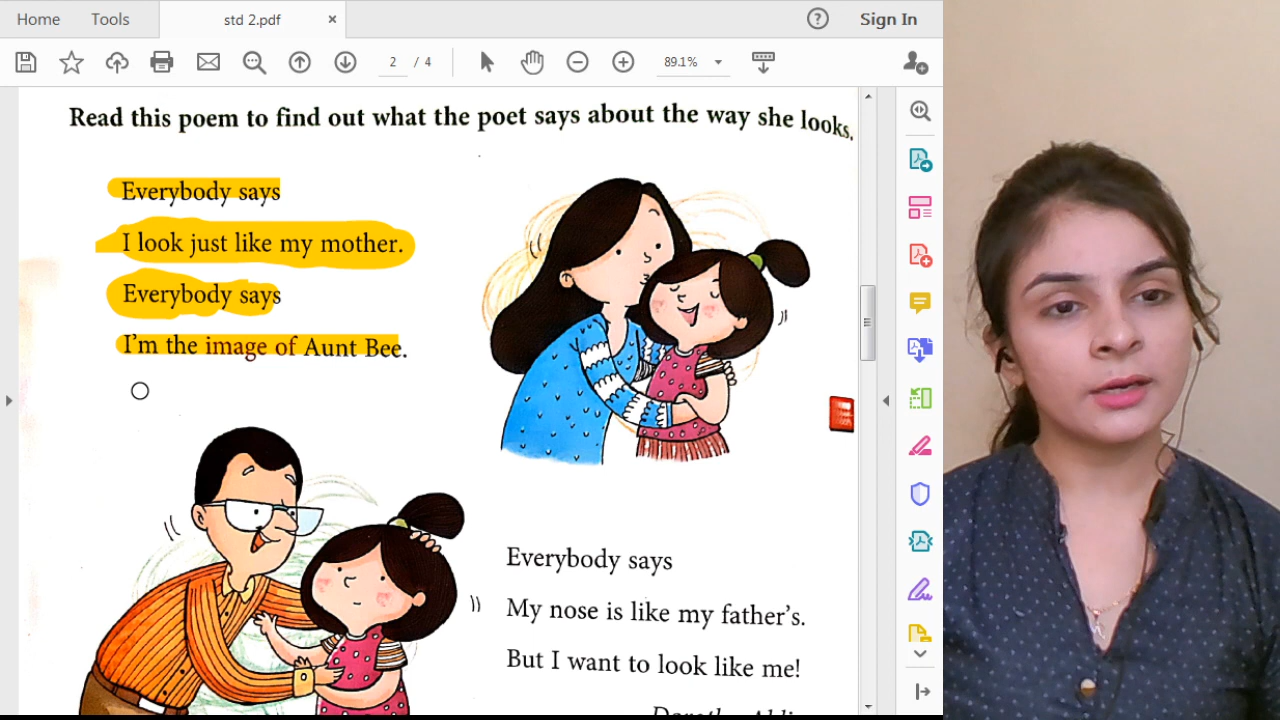 Home Tools std 2.pdf × ? Sign In
2 / 4 89.1%
Read this poem to find out what the poet says about the way she looks.
Everybody says
I look just like my mother.
Everybody says
I'm the image of Aunt Bee.
Everybody says
My nose is like my father's.
But I want to look like me!